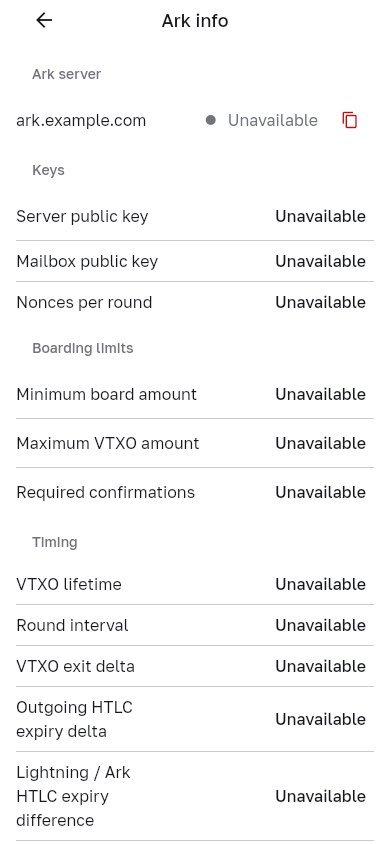 Ark info
Ark server
ark.example.com Unavailable
Keys
Server public key Unavailable
Mailbox public key Unavailable
Nonces per round Unavailable
Boarding limits
Minimum board amount Unavailable
Maximum VTXO amount Unavailable
Required confirmations Unavailable
Timing
VTXO lifetime Unavailable
Round interval Unavailable
VTXO exit delta Unavailable
Outgoing HTLC
expiry delta Unavailable
Lightning / Ark
HTLC expiry Unavailable
difference